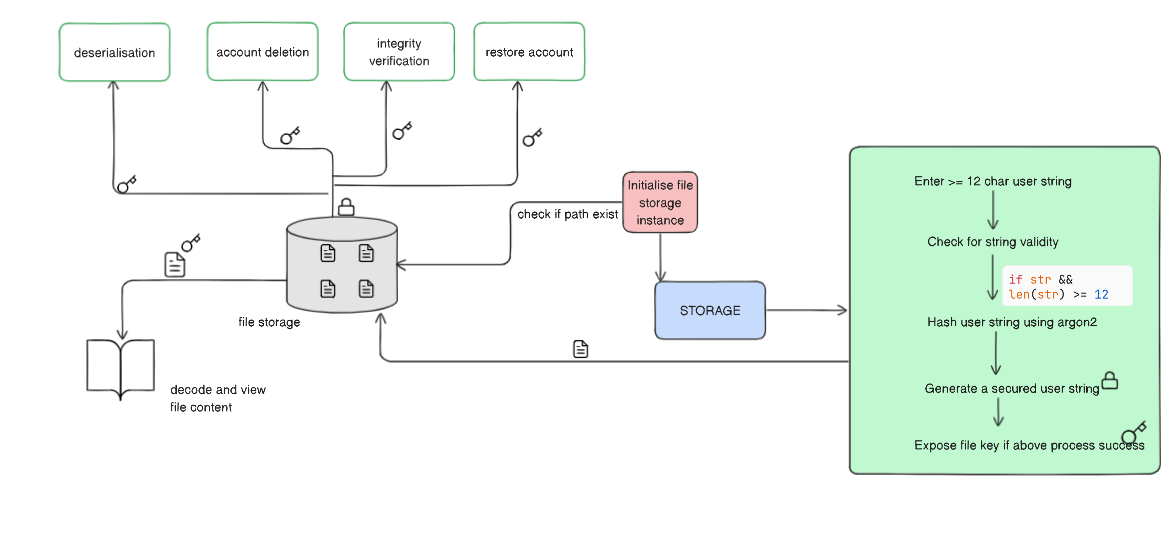 deserialisation
account deletion
integrity
verification
restore account
Initialise file
storage
instance
check if path exist
STORAGE
file storage
decode and view
file content
Enter >= 12 char user string
Check for string validity
if str &&
len(str) >= 12
Hash user string using argon2
Generate a secured user string
Expose file key if above process success